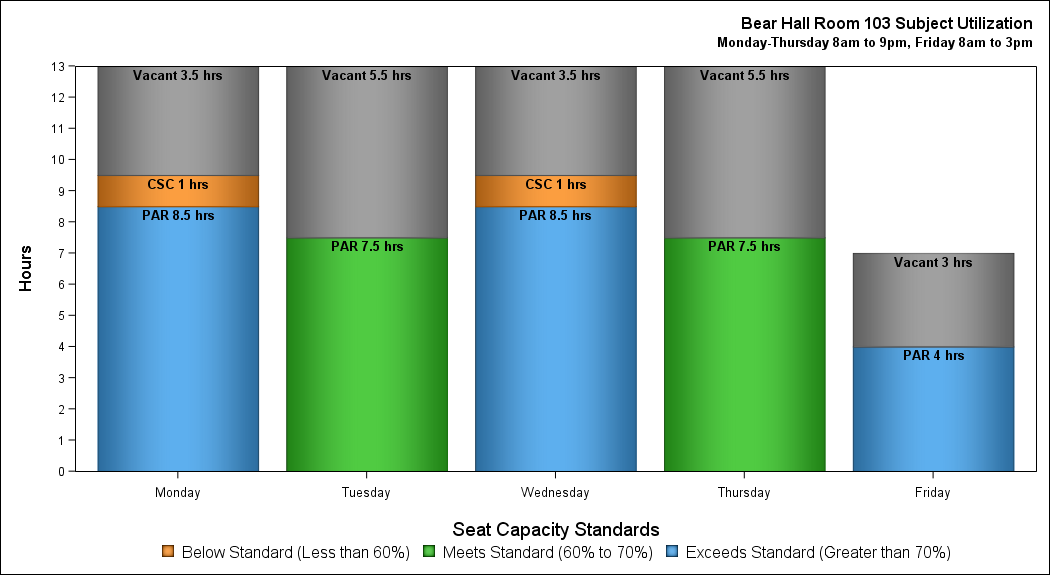 Bear Hall Room 103 Subject Utilization
Monday-Thursday 8am to 9pm, Friday 8am to 3pm
Hours
13
12
11
10
9
8
7
6
5
4
3
2
1
0
Vacant 3.5 hrs
CSC 1 hrs
PAR 8.5 hrs
Vacant 5.5 hrs
PAR 7.5 hrs
Vacant 3.5 hrs
CSC 1 hrs
PAR 8.5 hrs
Vacant 5.5 hrs
PAR 7.5 hrs
Vacant 3 hrs
PAR 4 hrs
Monday Tuesday Wednesday Thursday Friday
Seat Capacity Standards
Below Standard (Less than 60%) Meets Standard (60% to 70%) Exceeds Standard (Greater than 70%)